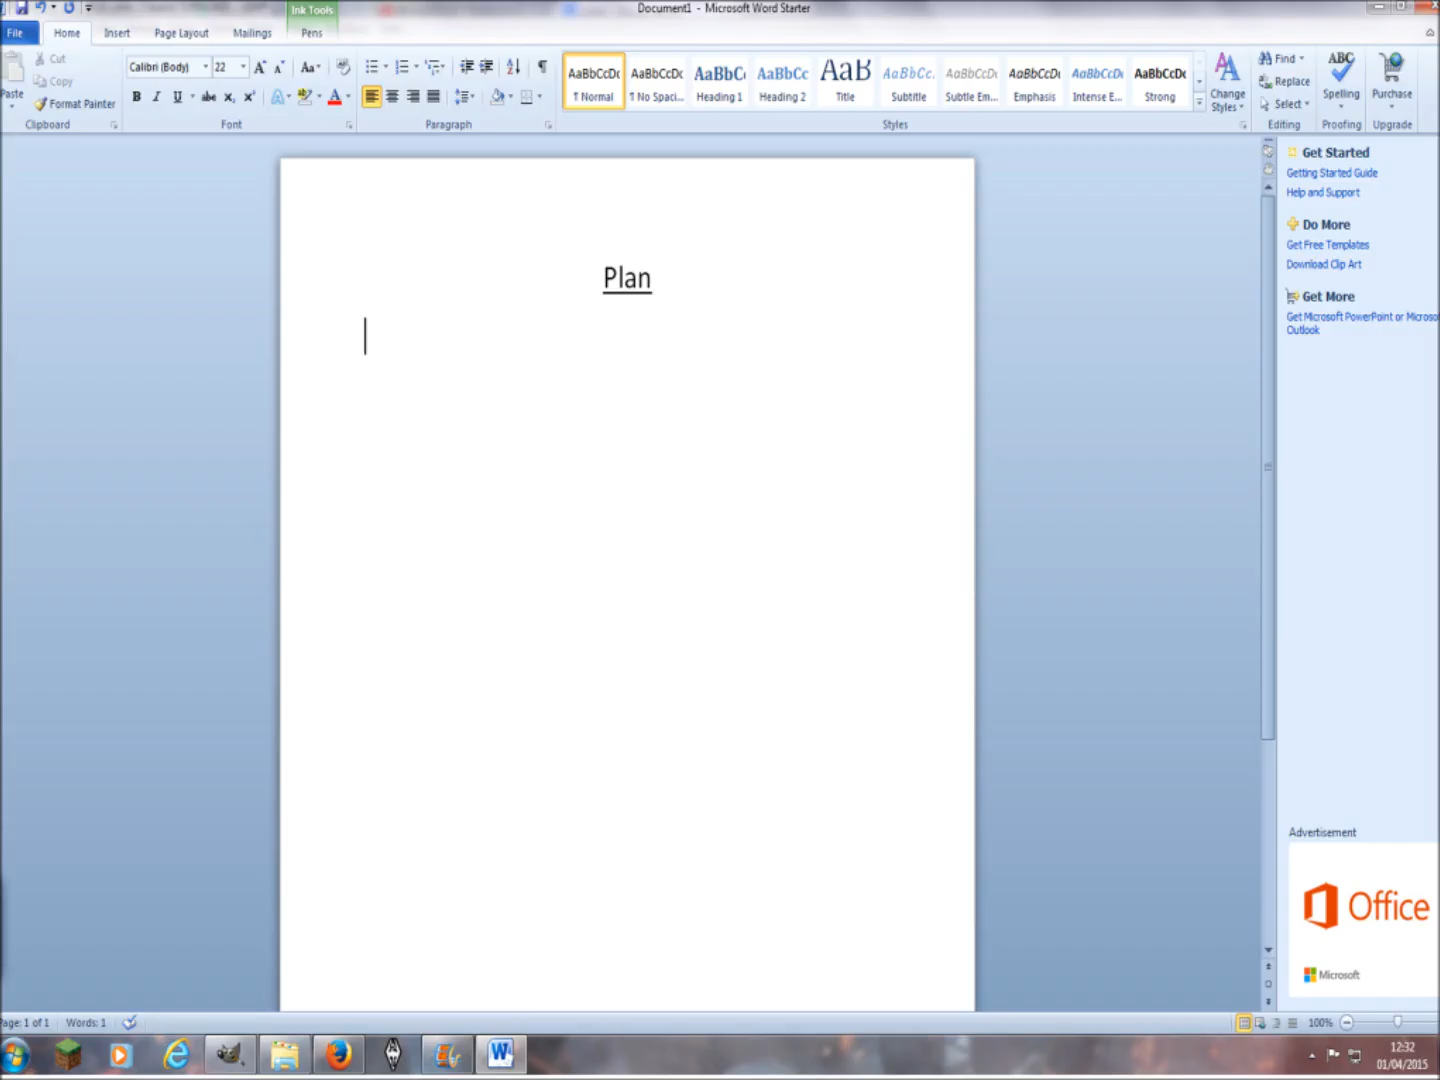 Document1 - Microsoft Word Starter
Ink Tools
File Home Insert Page Layout Mailings Pens
Paste
Cut
Copy
Format Painter
Clipboard
Calibri (Body) 22
Font
Paragraph
AaBbCcDc AaBbCcDc AaBbC AaBbCc AaB AaBbCc. AaBbCcDc AaBbCcDc AaBbCcDc AaBbCcDc
¶ Normal ¶ No Spaci... Heading 1 Heading 2 Title Subtitle Subtle Em... Emphasis Intense E... Strong
Styles
Change
Styles
Find
Replace
Select
Editing
ABC
Spelling
Proofing
Purchase
Upgrade
Plan
Get Started
Getting Started Guide
Help and Support
Do More
Get Free Templates
Download Clip Art
Get More
Get Microsoft PowerPoint or Microso
Outlook
Advertisement
Office
Microsoft
Page: 1 of 1 Words: 1
100%
12:32
01/04/2015